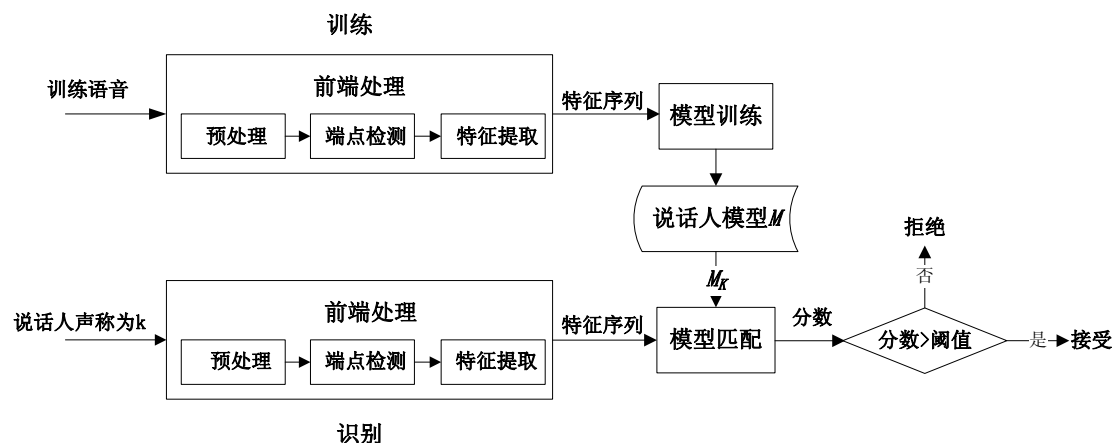 训练
训练语音
前端处理
预处理
端点检测
特征提取
特征序列
模型训练
说话人模型M
M_K
说话人声称为k
前端处理
预处理
端点检测
特征提取
特征序列
模型匹配
分数
分数>阈值
否
拒绝
是
接受
识别